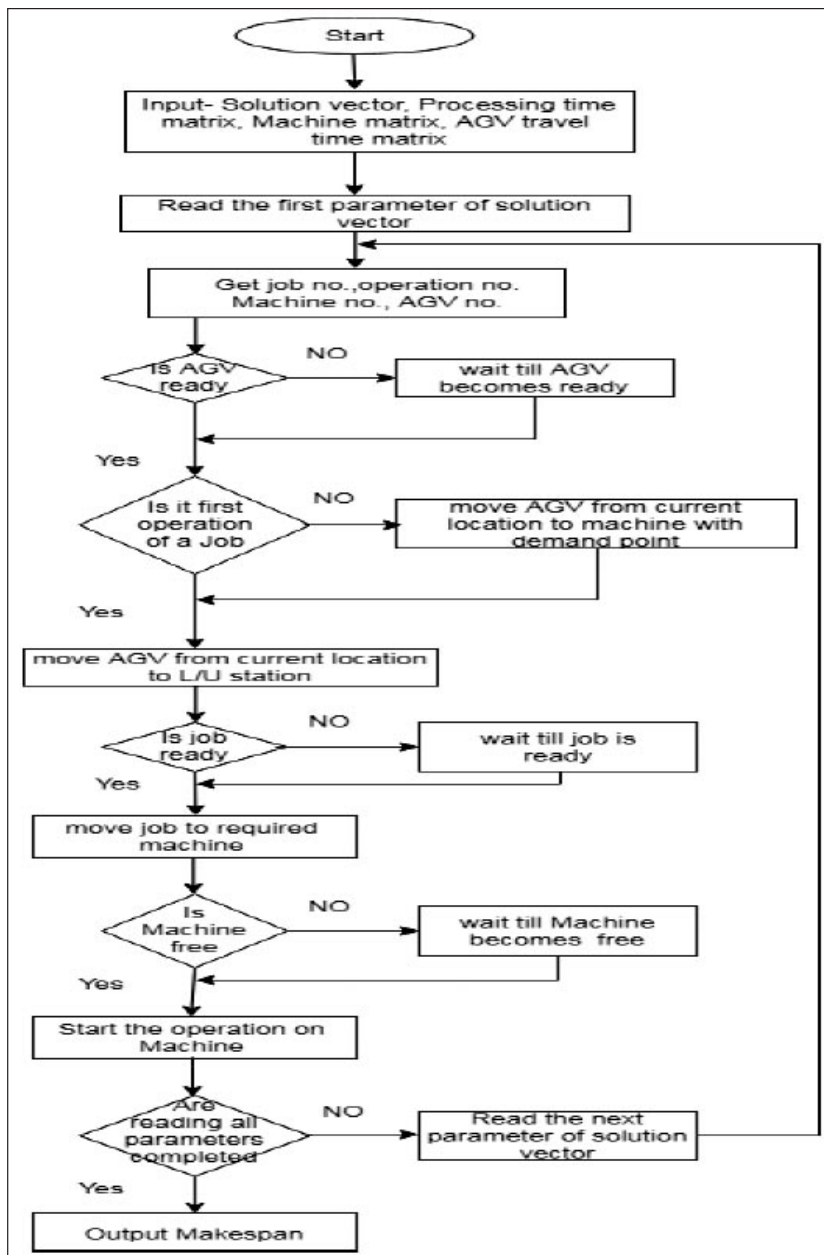 Start
Input- Solution vector, Processing time
matrix, Machine matrix, AGV travel
time matrix
Read the first parameter of solution
vector
Get job no.,operation no.
Machine no., AGV no.
Is AGV
ready
NO
wait till AGV
becomes ready
Yes
Is it first
operation
of a Job
NO
move AGV from current
location to machine with
demand point
Yes
move AGV from current location
to L/U station
Is job
ready
NO
wait till job is
ready
Yes
move job to required
machine
Is
Machine
free
NO
wait till Machine
becomes free
Yes
Start the operation on
Machine
Are
reading all
parameters
completed
NO
Read the next
parameter of solution
vector
Yes
Output Makespan